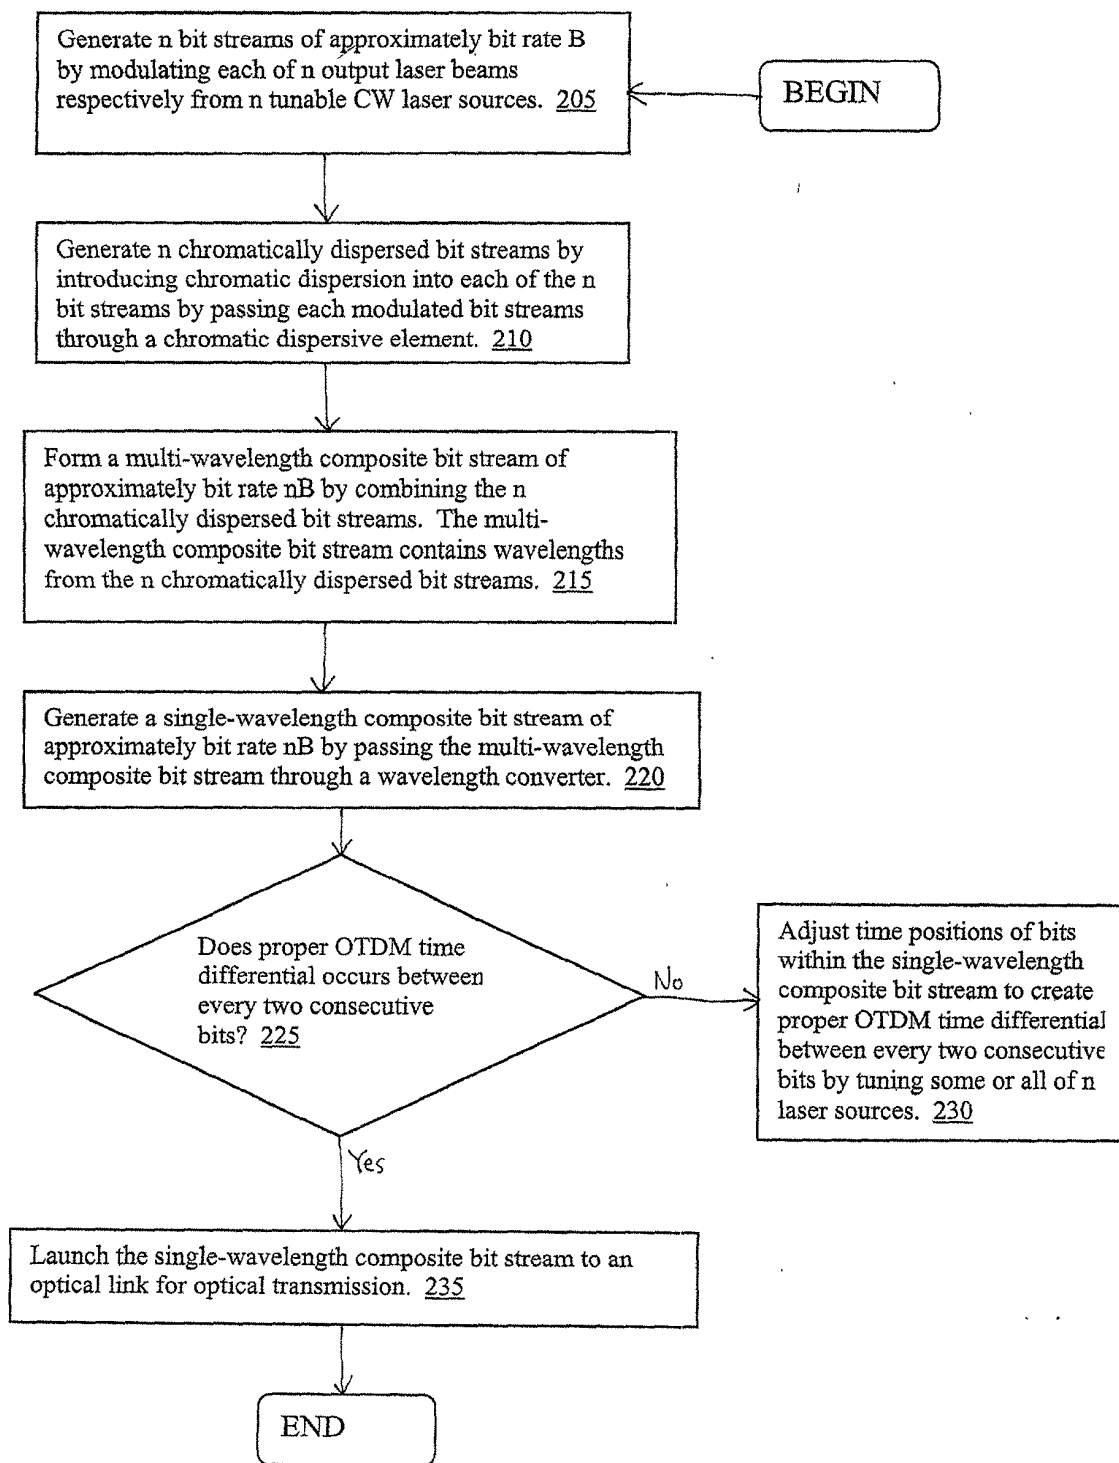 Generate n bit streams of approximately bit rate B
by modulating each of n output laser beams
respectively from n tunable CW laser sources. 205
BEGIN
Generate n chromatically dispersed bit streams by
introducing chromatic dispersion into each of the n
bit streams by passing each modulated bit streams
through a chromatic dispersive element. 210
Form a multi-wavelength composite bit stream of
approximately bit rate nB by combining the n
chromatically dispersed bit streams. The multi-
wavelength composite bit stream contains wavelengths
from the n chromatically dispersed bit streams. 215
Generate a single-wavelength composite bit stream of
approximately bit rate nB by passing the multi-wavelength
composite bit stream through a wavelength converter. 220
Does proper OTDM time
differential occurs between
every two consecutive
bits? 225
No
Adjust time positions of bits
within the single-wavelength
composite bit stream to create
proper OTDM time differential
between every two consecutive
bits by tuning some or all of n
laser sources. 230
Yes
Launch the single-wavelength composite bit stream to an
optical link for optical transmission. 235
END